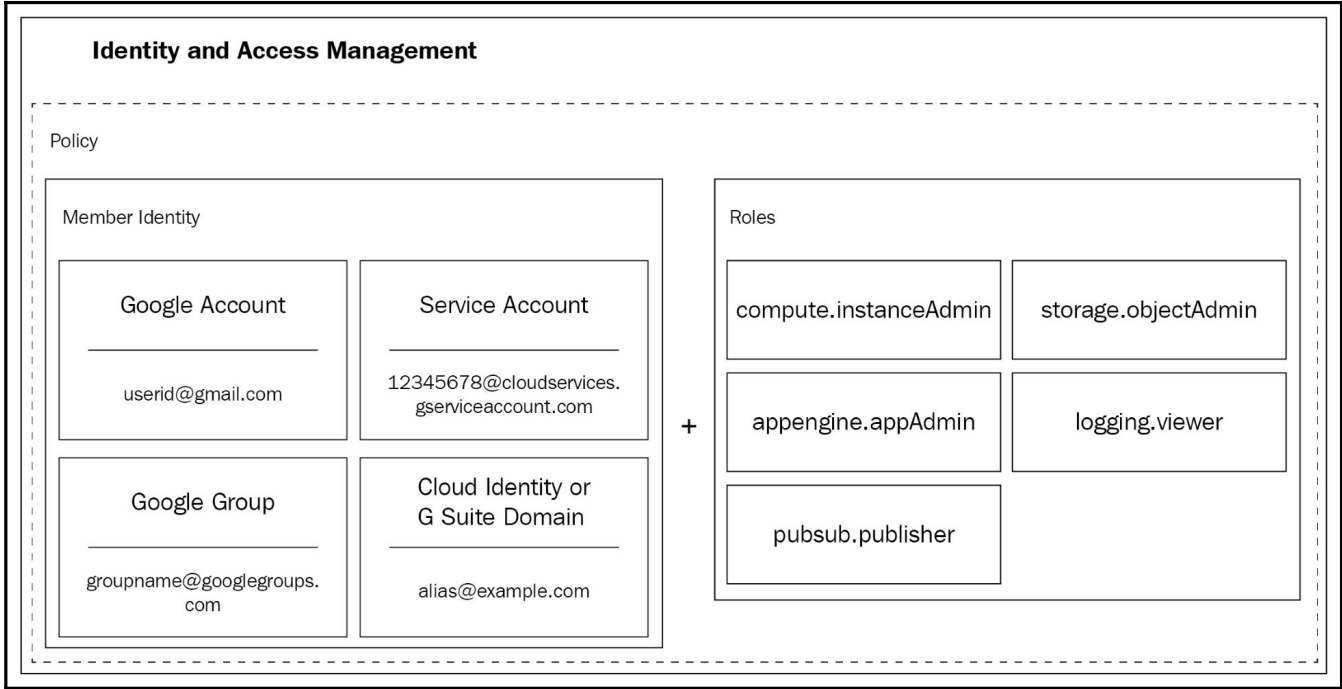 Identity and Access Management
Policy
Member Identity
Google Account
userid@gmail.com
Service Account
12345678@cloudservices.
gserviceaccount.com
Google Group
groupname@googlegroups.
com
Cloud Identity or
G Suite Domain
alias@example.com
+
Roles
compute.instanceAdmin
storage.objectAdmin
appengine.appAdmin
logging.viewer
pubsub.publisher